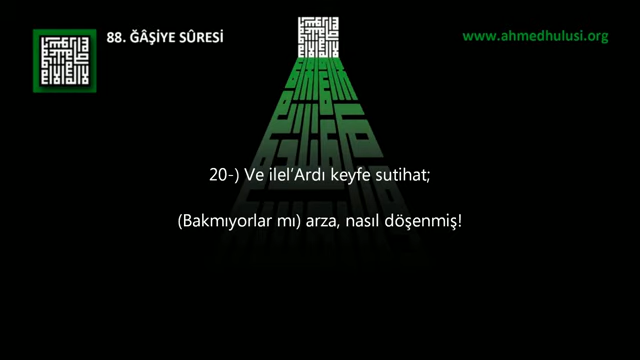 88. ĞÂŞİYE SÛRESİ
www.ahmedhulusi.org
20-) Ve ilel'Ardı keyfe sutihat;
(Bakmıyorlar mı) arza, nasıl döşenmiş!